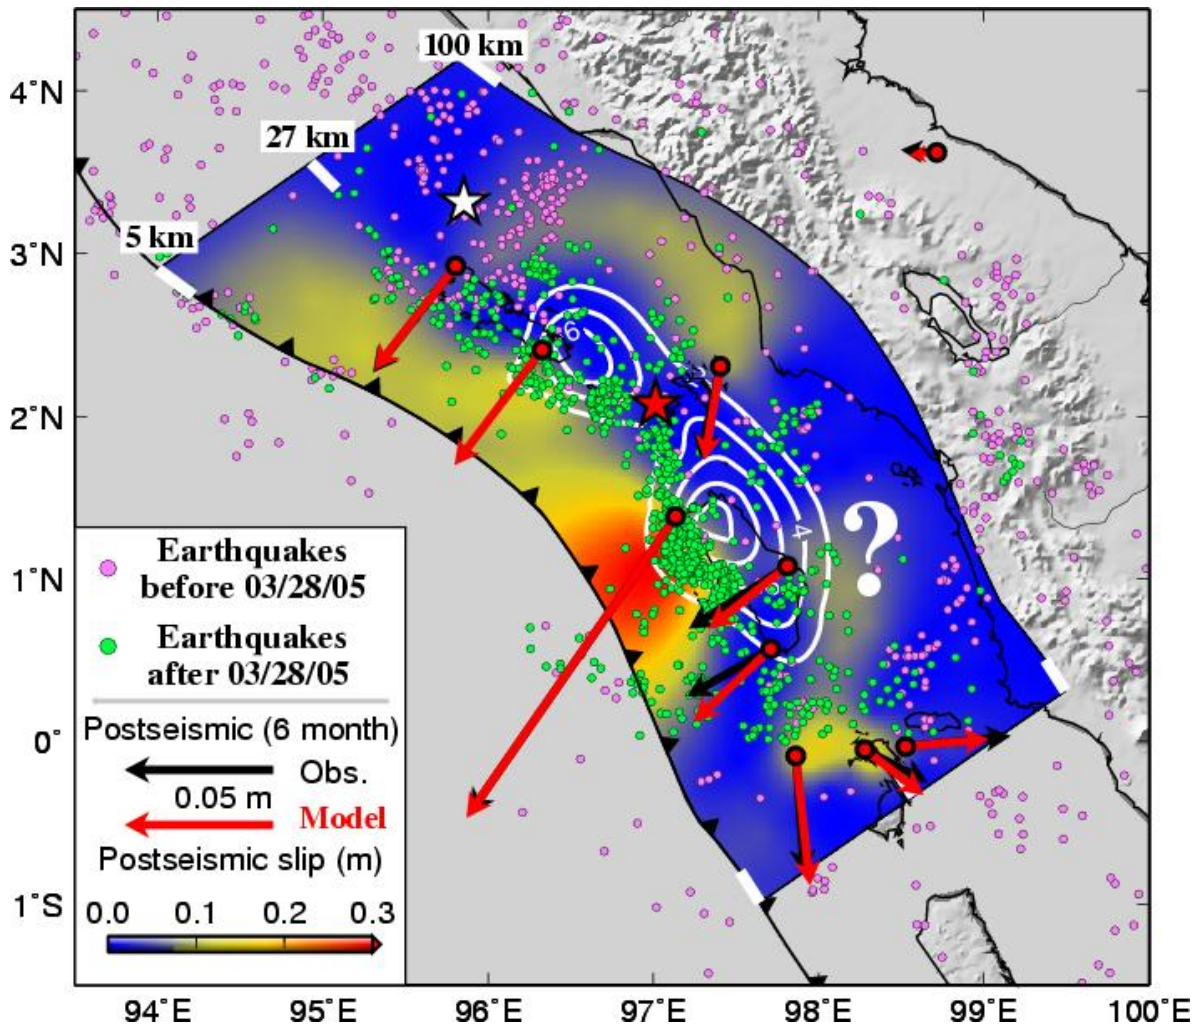 100 km
4°N
27 km
3°N
5 km
6
2
2°N
4
?
1°N
Earthquakes
before 03/28/05
Earthquakes
after 03/28/05
Postseismic (6 month)
Obs.
0.05 m
Model
Postseismic slip (m)
0.0 0.1 0.2 0.3
0°
1°S
94°E 95°E 96°E 97°E 98°E 99°E 100°E